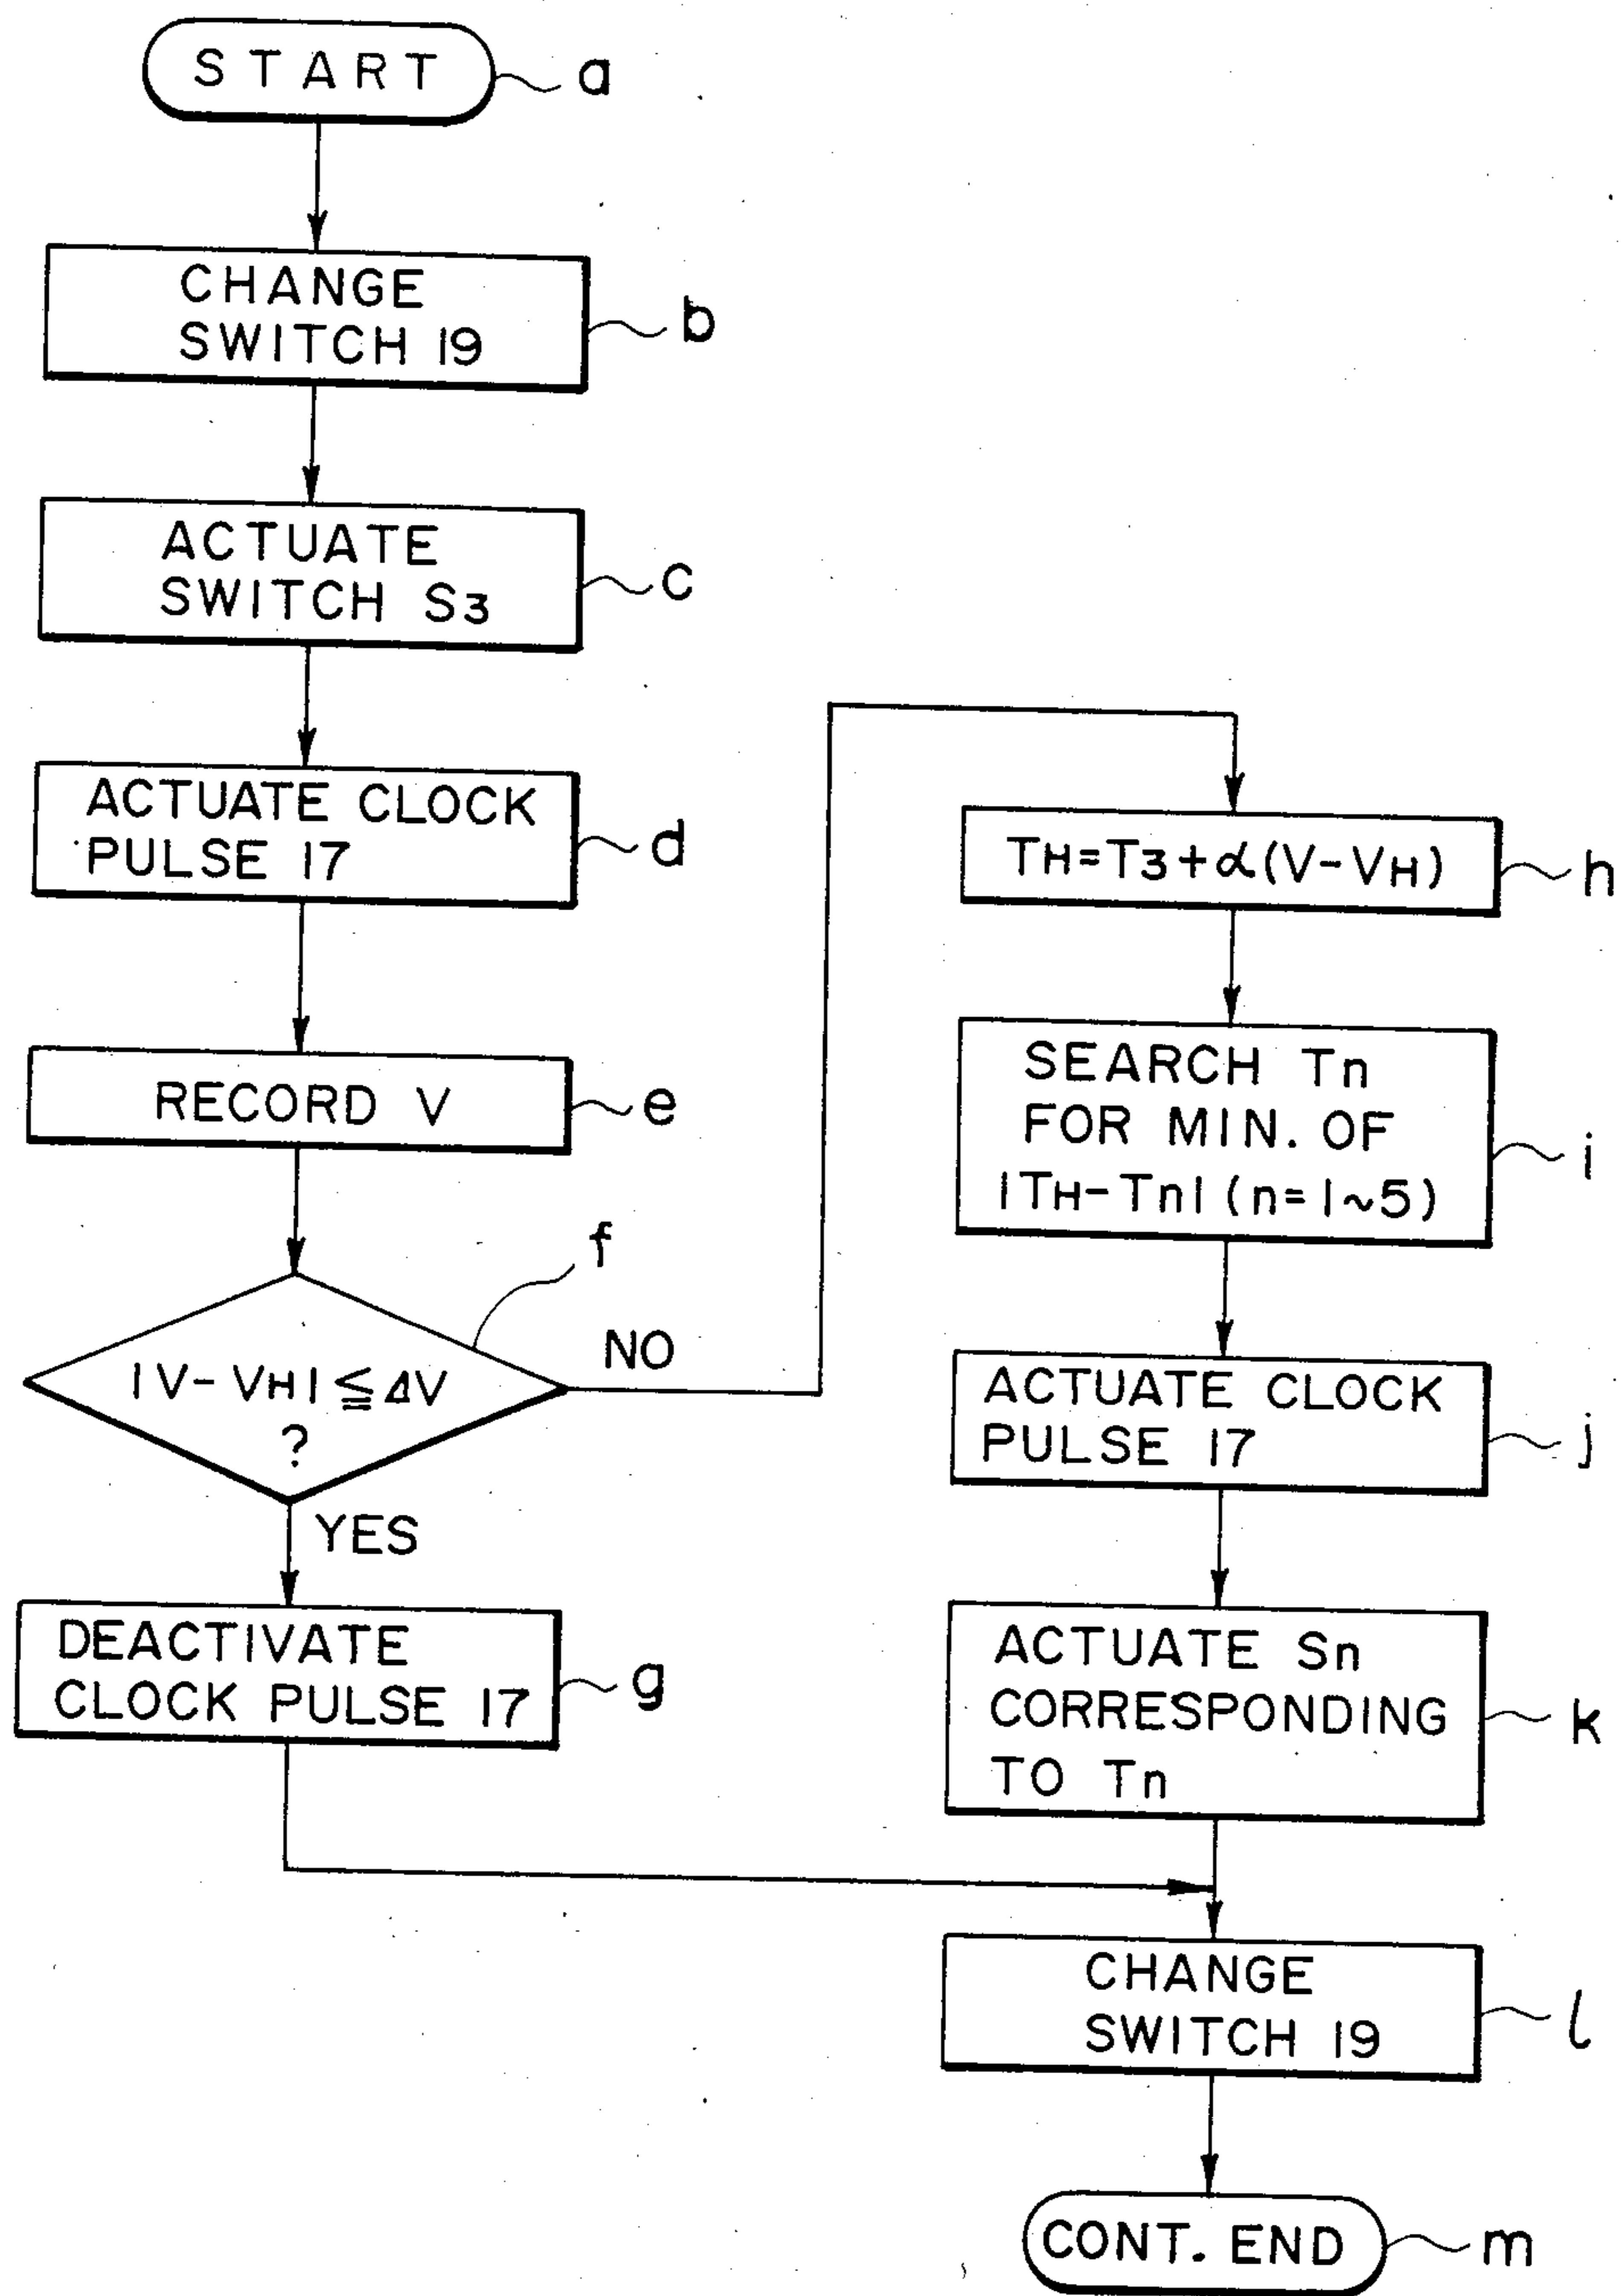 START
a
CHANGE
SWITCH 19
b
ACTUATE
SWITCH S3
c
ACTUATE CLOCK
PULSE 17
d
RECORD V
e
f
|V-VH|≦ΔV
?
NO
YES
DEACTIVATE
CLOCK PULSE 17
g
TH=T3+α(V-VH)
h
SEARCH Tn
FOR MIN. OF
|TH-Tn| (n=1~5)
i
ACTUATE CLOCK
PULSE 17
j
ACTUATE Sn
CORRESPONDING
TO Tn
k
CHANGE
SWITCH 19
l
CONT. END
m